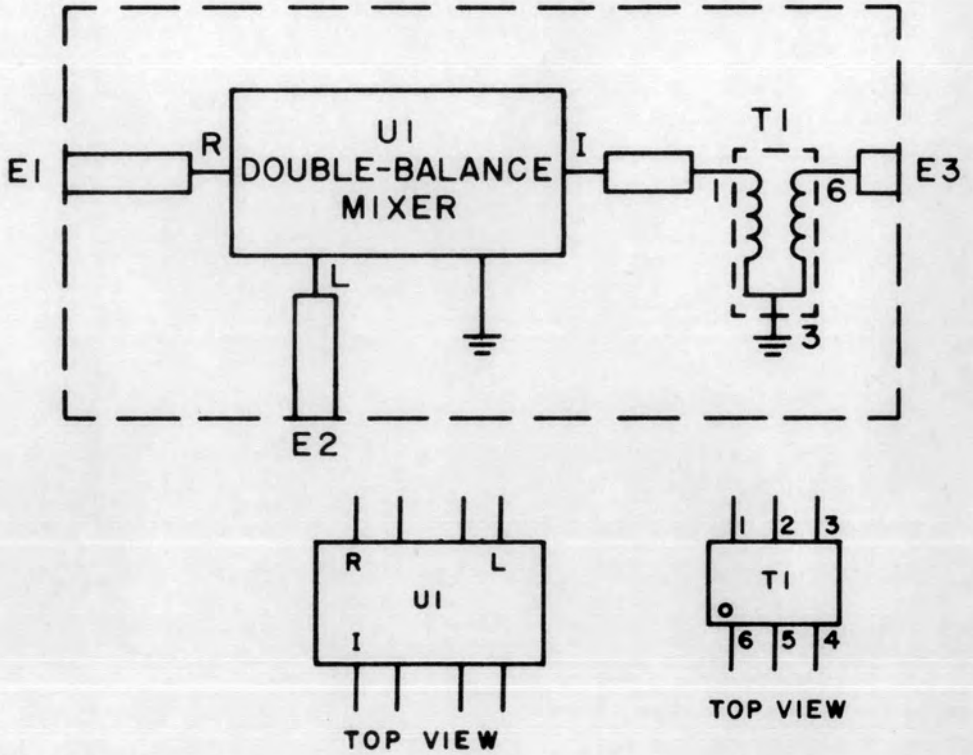 U1
DOUBLE-BALANCE
MIXER
R
I
L
E1
E2
T1
1
6
3
E3
R L
U1
I
TOP VIEW
1 2 3
T1
6 5 4
TOP VIEW